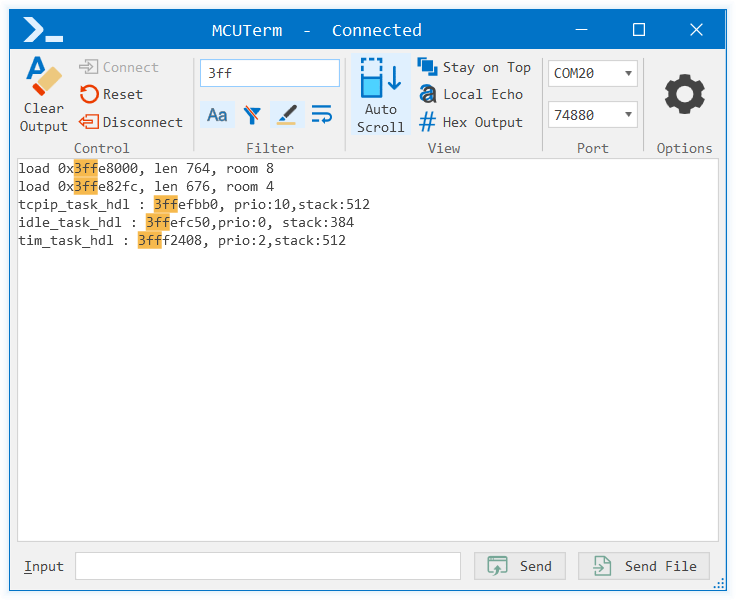 MCUTerm - Connected
Clear Output
Connect
Reset
Disconnect
Control
3ff
Aa
Filter
Auto Scroll
Stay on Top
a Local Echo
# Hex Output
View
COM20
74880
Port
Options
load 0x3ffe8000, len 764, room 8
load 0x3ffe82fc, len 676, room 4
tcpip_task_hdl : 3ffefbb0, prio:10,stack:512
idle_task_hdl : 3ffefc50,prio:0, stack:384
tim_task_hdl : 3fff2408, prio:2,stack:512
Input
Send
Send File